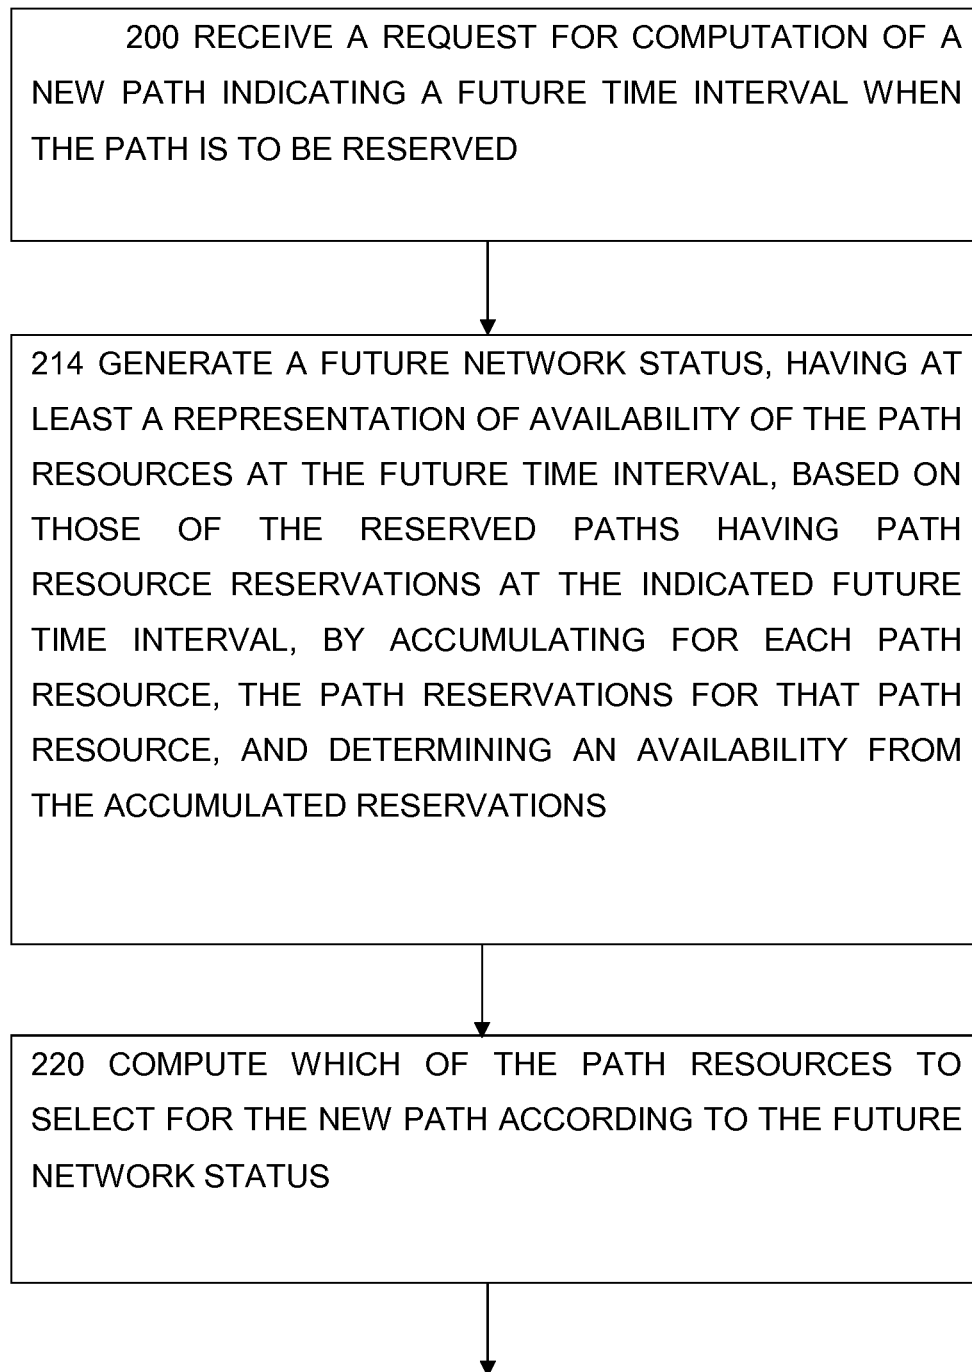 200 RECEIVE A REQUEST FOR COMPUTATION OF A
NEW PATH INDICATING A FUTURE TIME INTERVAL WHEN
THE PATH IS TO BE RESERVED
214 GENERATE A FUTURE NETWORK STATUS, HAVING AT
LEAST A REPRESENTATION OF AVAILABILITY OF THE PATH
RESOURCES AT THE FUTURE TIME INTERVAL, BASED ON
THOSE OF THE RESERVED PATHS HAVING PATH
RESOURCE RESERVATIONS AT THE INDICATED FUTURE
TIME INTERVAL, BY ACCUMULATING FOR EACH PATH
RESOURCE, THE PATH RESERVATIONS FOR THAT PATH
RESOURCE, AND DETERMINING AN AVAILABILITY FROM
THE ACCUMULATED RESERVATIONS
220 COMPUTE WHICH OF THE PATH RESOURCES TO
SELECT FOR THE NEW PATH ACCORDING TO THE FUTURE
NETWORK STATUS